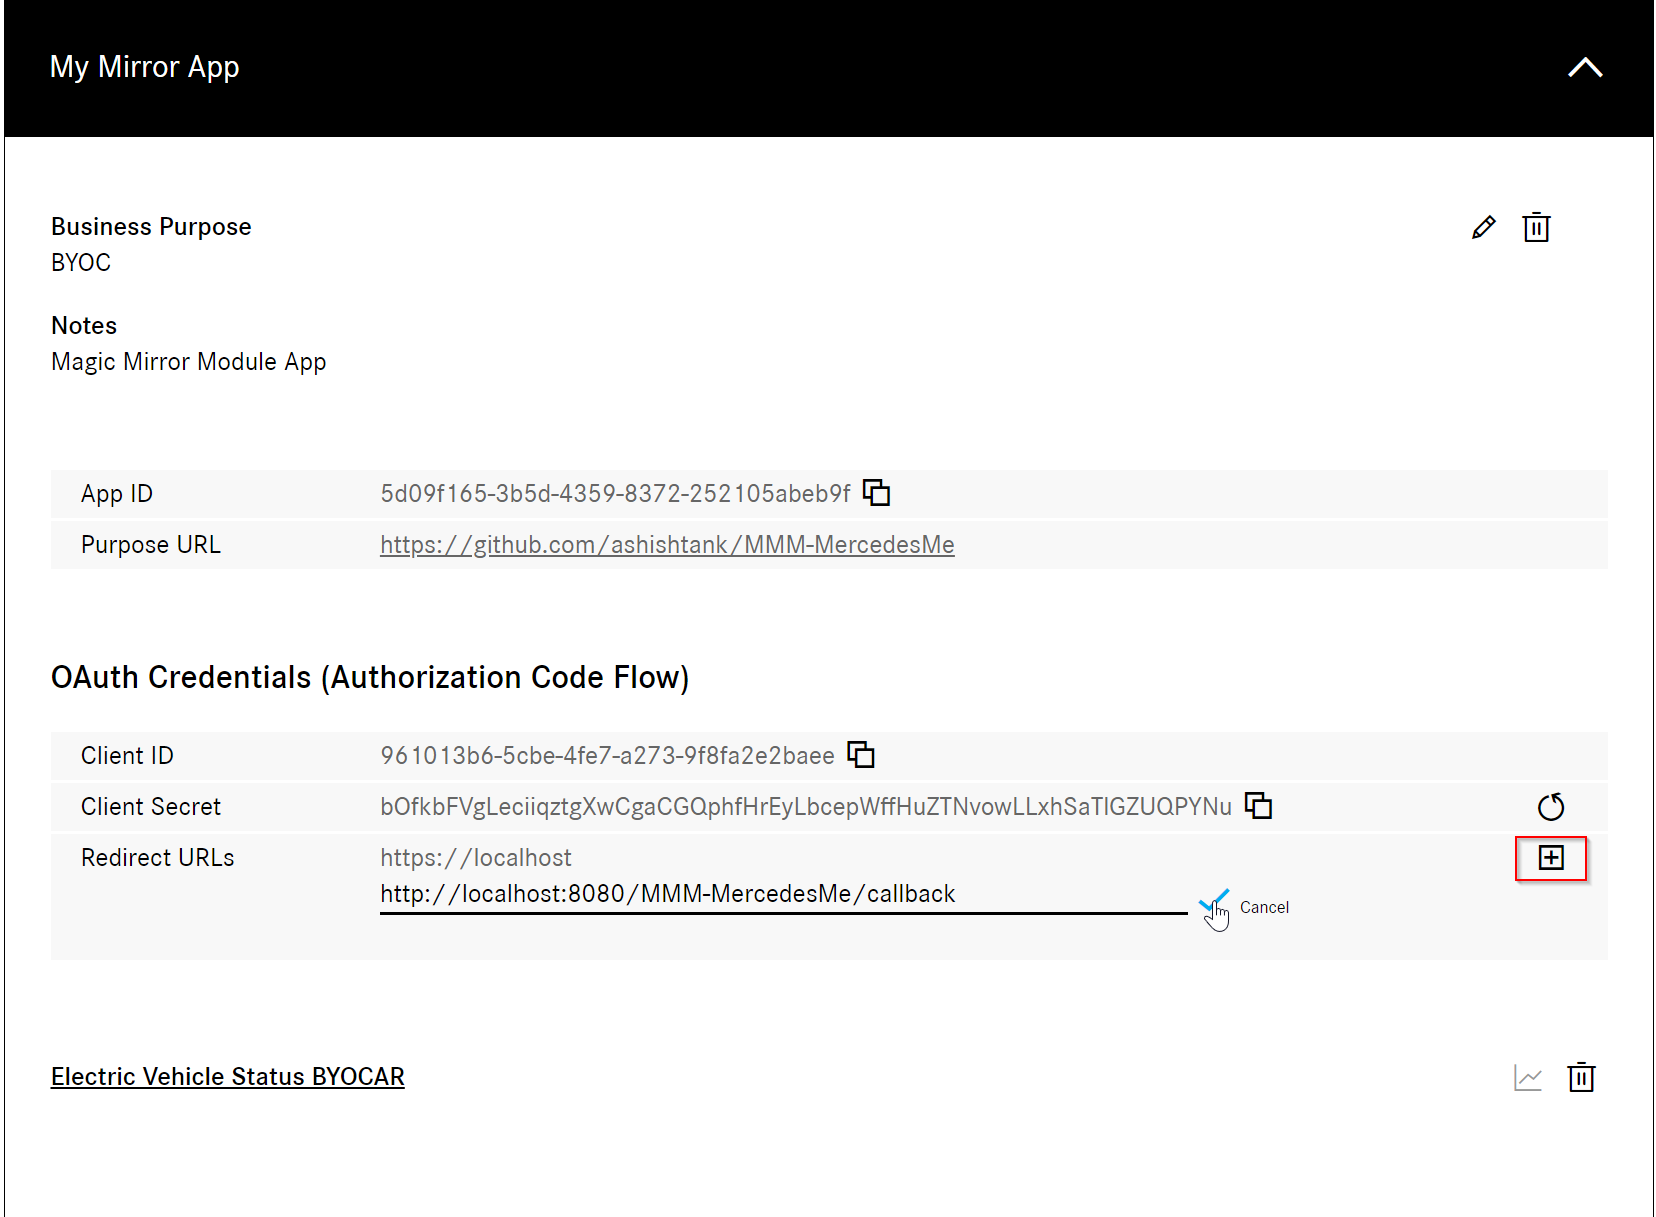 My Mirror App
Business Purpose
BYOC
Notes
Magic Mirror Module App
App ID 5d09f165-3b5d-4359-8372-252105abeb9f
Purpose URL https://github.com/ashishtank/MMM-MercedesMe
OAuth Credentials (Authorization Code Flow)
Client ID 961013b6-5cbe-4fe7-a273-9f8fa2e2baee
Client Secret bOfkbFVgLeciiqztgXwCgaCGQphfHrEyLbcepWffHuZTNvowLLxhSaTlGZUQPYNu
Redirect URLs https://localhost
http://localhost:8080/MMM-MercedesMe/callback Cancel
Electric Vehicle Status BYOCAR